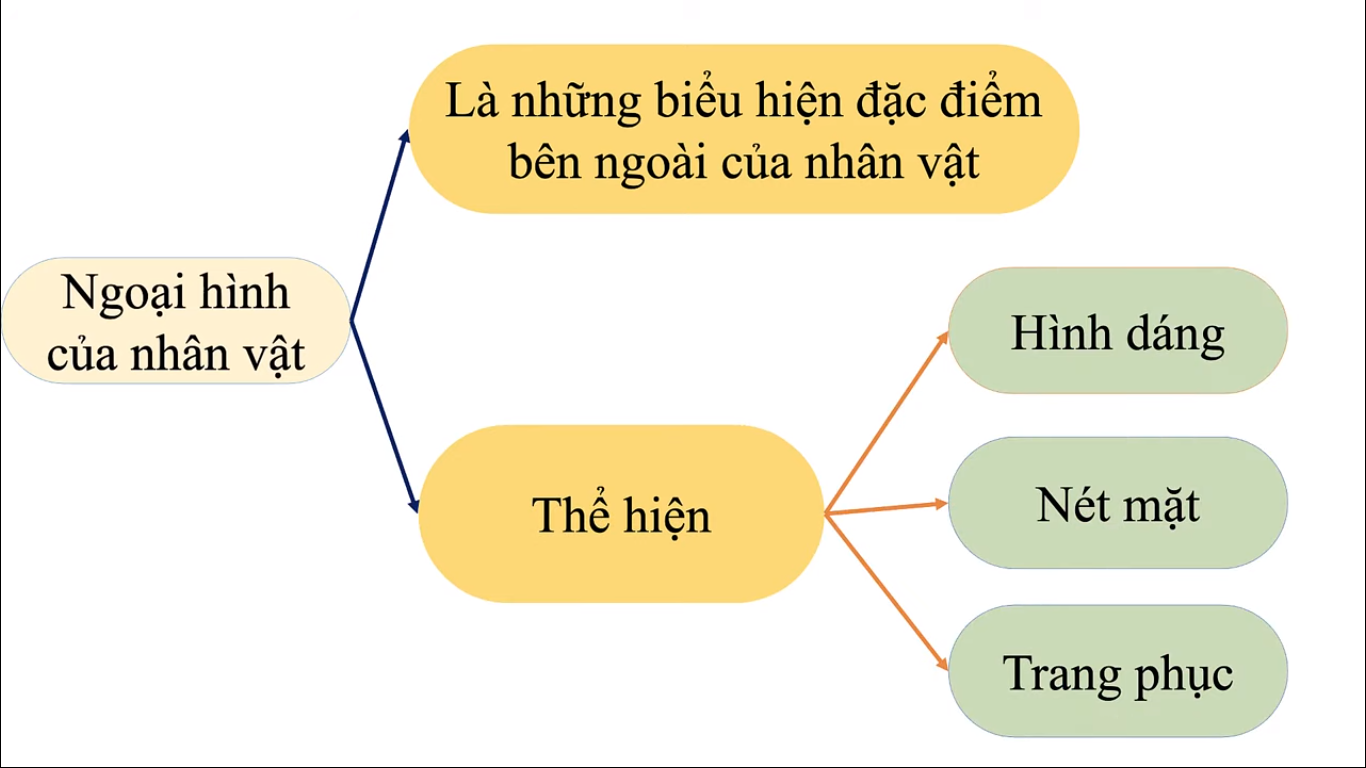 Là những biểu hiện đặc điểm
bên ngoài của nhân vật
Ngoại hình
của nhân vật
Hình dáng
Thể hiện
Nét mặt
Trang phục